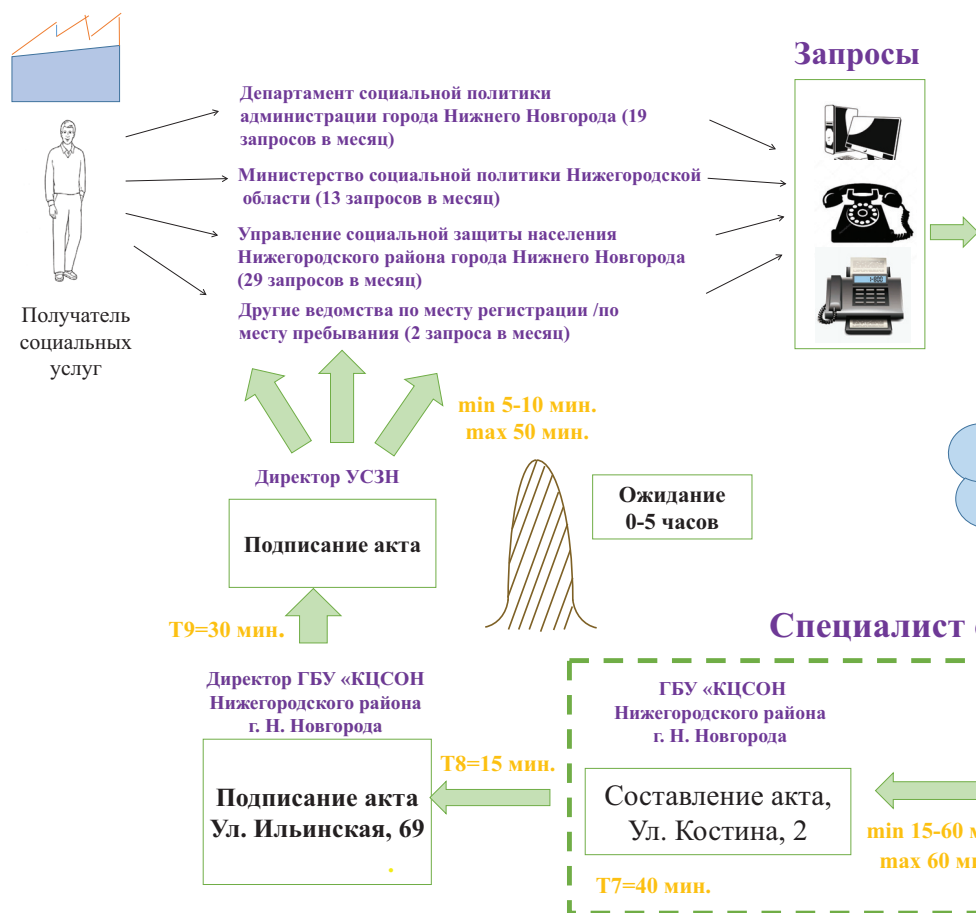 Запросы
Департамент социальной политики
администрации города Нижнего Новгорода (19
запросов в месяц)
Министерство социальной политики Нижегородской
области (13 запросов в месяц)
Управление социальной защиты населения
Нижегородского района города Нижнего Новгорода
(29 запросов в месяц)
Другие ведомства по месту регистрации /по
месту пребывания (2 запроса в месяц)
Получатель
социальных
услуг
min 5-10 мин.
max 50 мин.
Директор УСЗН
Подписание акта
Ожидание
0-5 часов
Т9=30 мин.
Специалист
Директор ГБУ «КЦСОН
Нижегородского района
г. Н. Новгорода
Подписание акта
Ул. Ильинская, 69
.
Т8=15 мин.
ГБУ «КЦСОН
Нижегородского района
г. Н. Новгорода
Составление акта,
Ул. Костина, 2
min 15-60
max 60
Т7=40 мин.